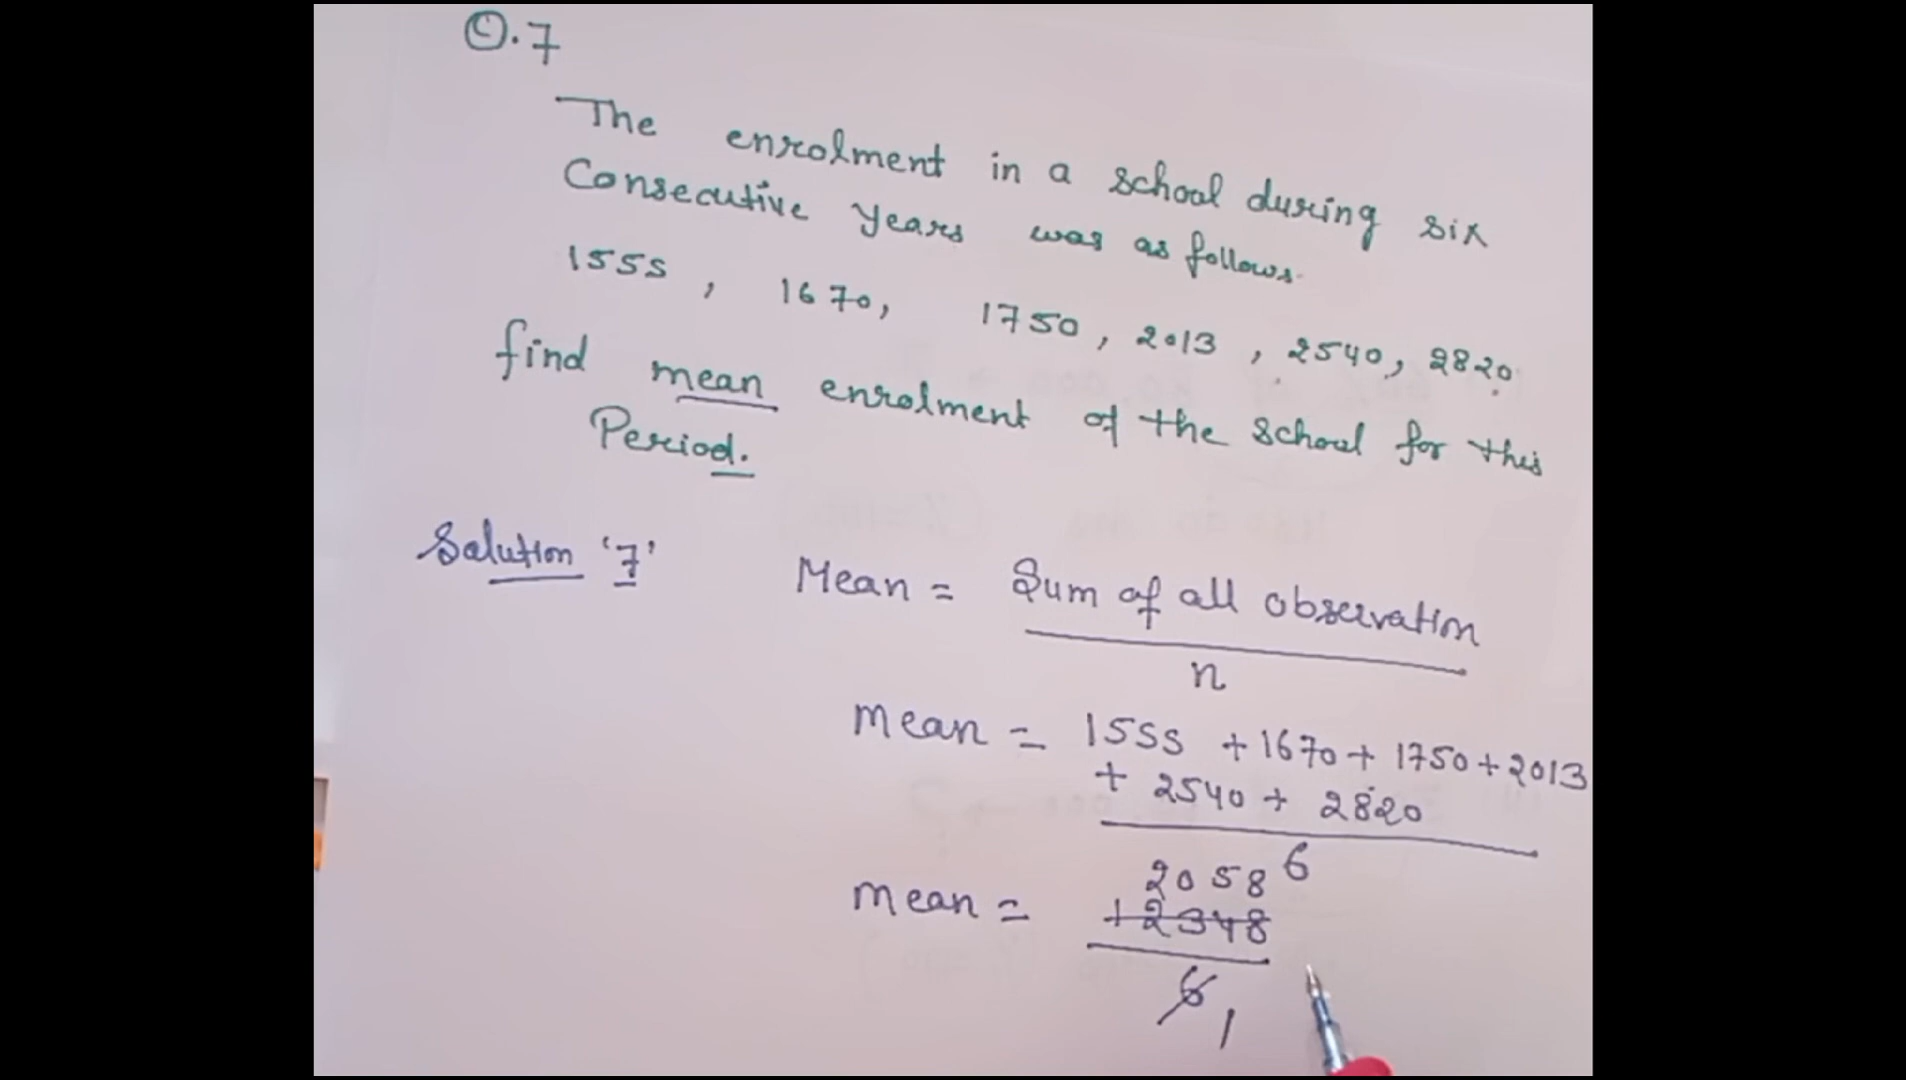 Q.7
The enrolment in a school during six
Consecutive years was as follows.
1555, 1670, 1750, 2013, 2540, 2820
find mean enrolment of the school for this
Period.
Solution '7'
Mean = Sum of all observation
n
Mean = 1555 + 1670 + 1750 + 2013
+ 2540 + 2820
6
Mean = 2058
+2348
6 1